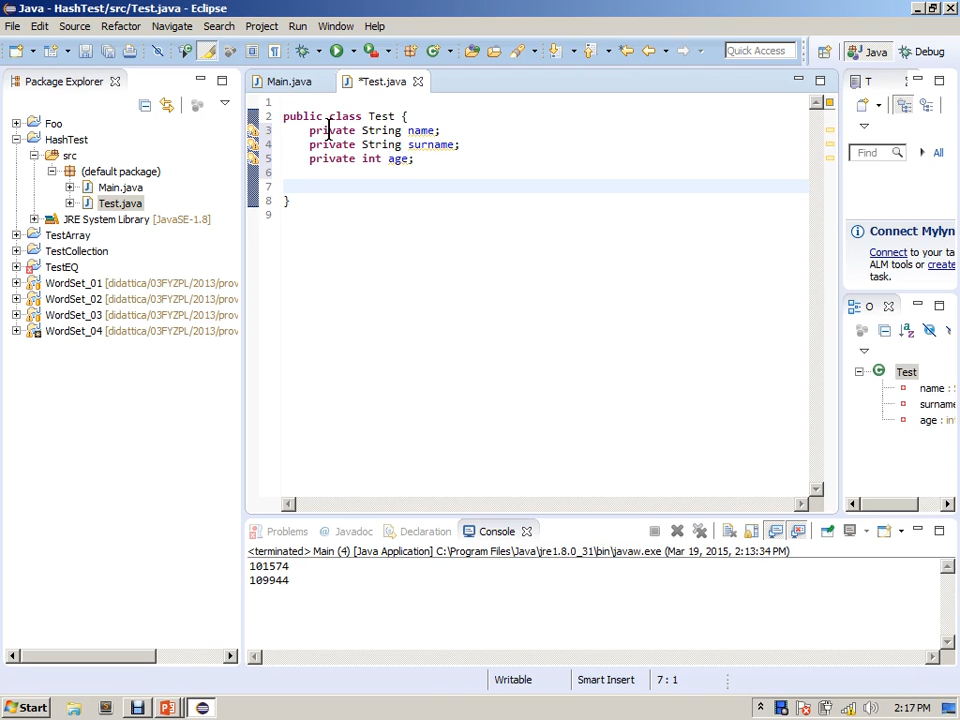 Java - HashTest/src/Test.java - Eclipse
File Edit Source Refactor Navigate Search Project Run Window Help
Quick Access Java Debug
Package Explorer
Main.java *Test.java T
Foo
HashTest
src
(default package)
Main.java
Test.java
JRE System Library [JavaSE-1.8]
TestArray
TestCollection
TestEQ
WordSet_01 [didattica/03FYZPL/2013/prov
WordSet_02 [didattica/03FYZPL/2013/prov
WordSet_03 [didattica/03FYZPL/2013/prov
WordSet_04 [didattica/03FYZPL/2013/prov
1
2 public class Test {
3 private String name;
4 private String surname;
5 private int age;
6
7
8 }
9
Find All
Connect Mylyn
Connect to your ta
ALM tools or create
task.
O
Test
name : S
surname
age : int
Problems @ Javadoc Declaration Console
<terminated> Main (4) [Java Application] C:\Program Files\Java\jre1.8.0_31\bin\javaw.exe (Mar 19, 2015, 2:13:34 PM)
101574
109944
Writable Smart Insert 7 : 1
Start 2:17 PM